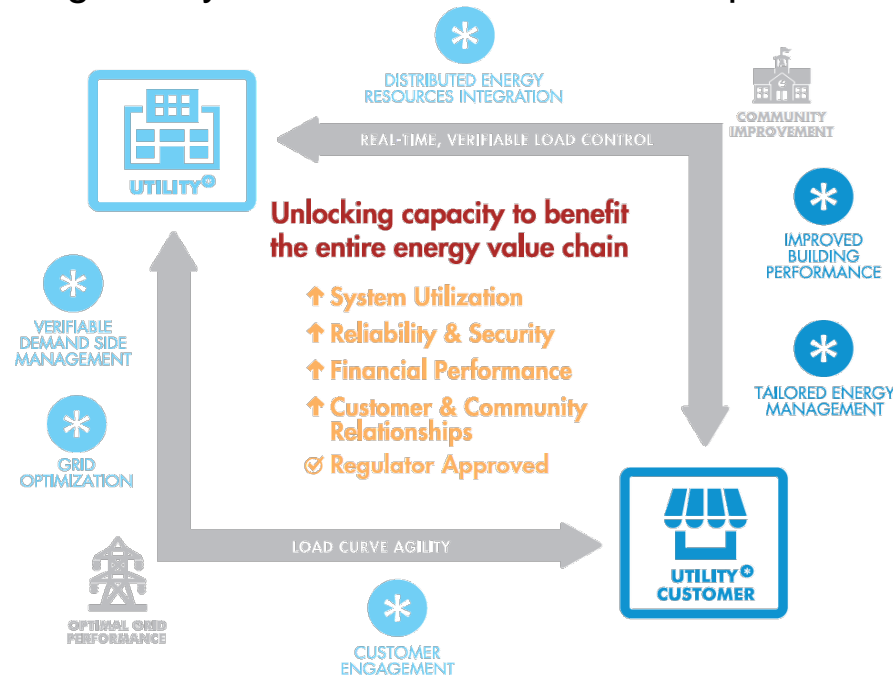 DISTRIBUTED ENERGY
RESOURCES INTEGRATION
COMMUNITY
IMPROVEMENT
REAL-TIME, VERIFIABLE LOAD CONTROL
UTILITY
Unlocking capacity to benefit
the entire energy value chain
IMPROVED
BUILDING
PERFORMANCE
System Utilization
Reliability & Security
Financial Performance
Customer & Community
Relationships
Regulator Approved
VERIFIABLE
DEMAND SIDE
MANAGEMENT
TAILORED ENERGY
MANAGEMENT
GRID
OPTIMIZATION
LOAD CURVE AGILITY
UTILITY
CUSTOMER
OPTIMAL GRID
PERFORMANCE
CUSTOMER
ENGAGEMENT